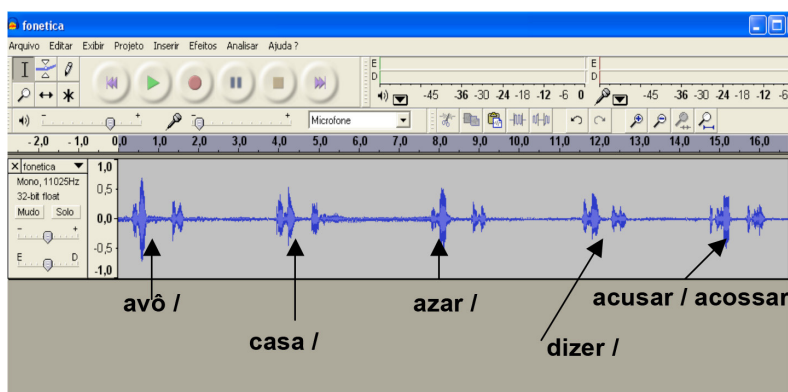 fonetica
Arquivo Editar Exibir Projeto Inserir Efeitos Analisar Ajuda ?
E
D
-45 -36 -30 -24 -18 -12 -6 0
E
D
-45 -36 -30 -24 -18 -12 -6
Microfone
-2,0 -1,0 0,0 1,0 2,0 3,0 4,0 5,0 6,0 7,0 8,0 9,0 10,0 11,0 12,0 13,0 14,0 15,0 16,0
fonetica
Mono, 11025Hz
32-bit float
Mudo Solo
- +
E D
1,0
0,5
0,0
-0,5
-1,0
avô /
casa /
azar /
dizer /
acusar / acossar